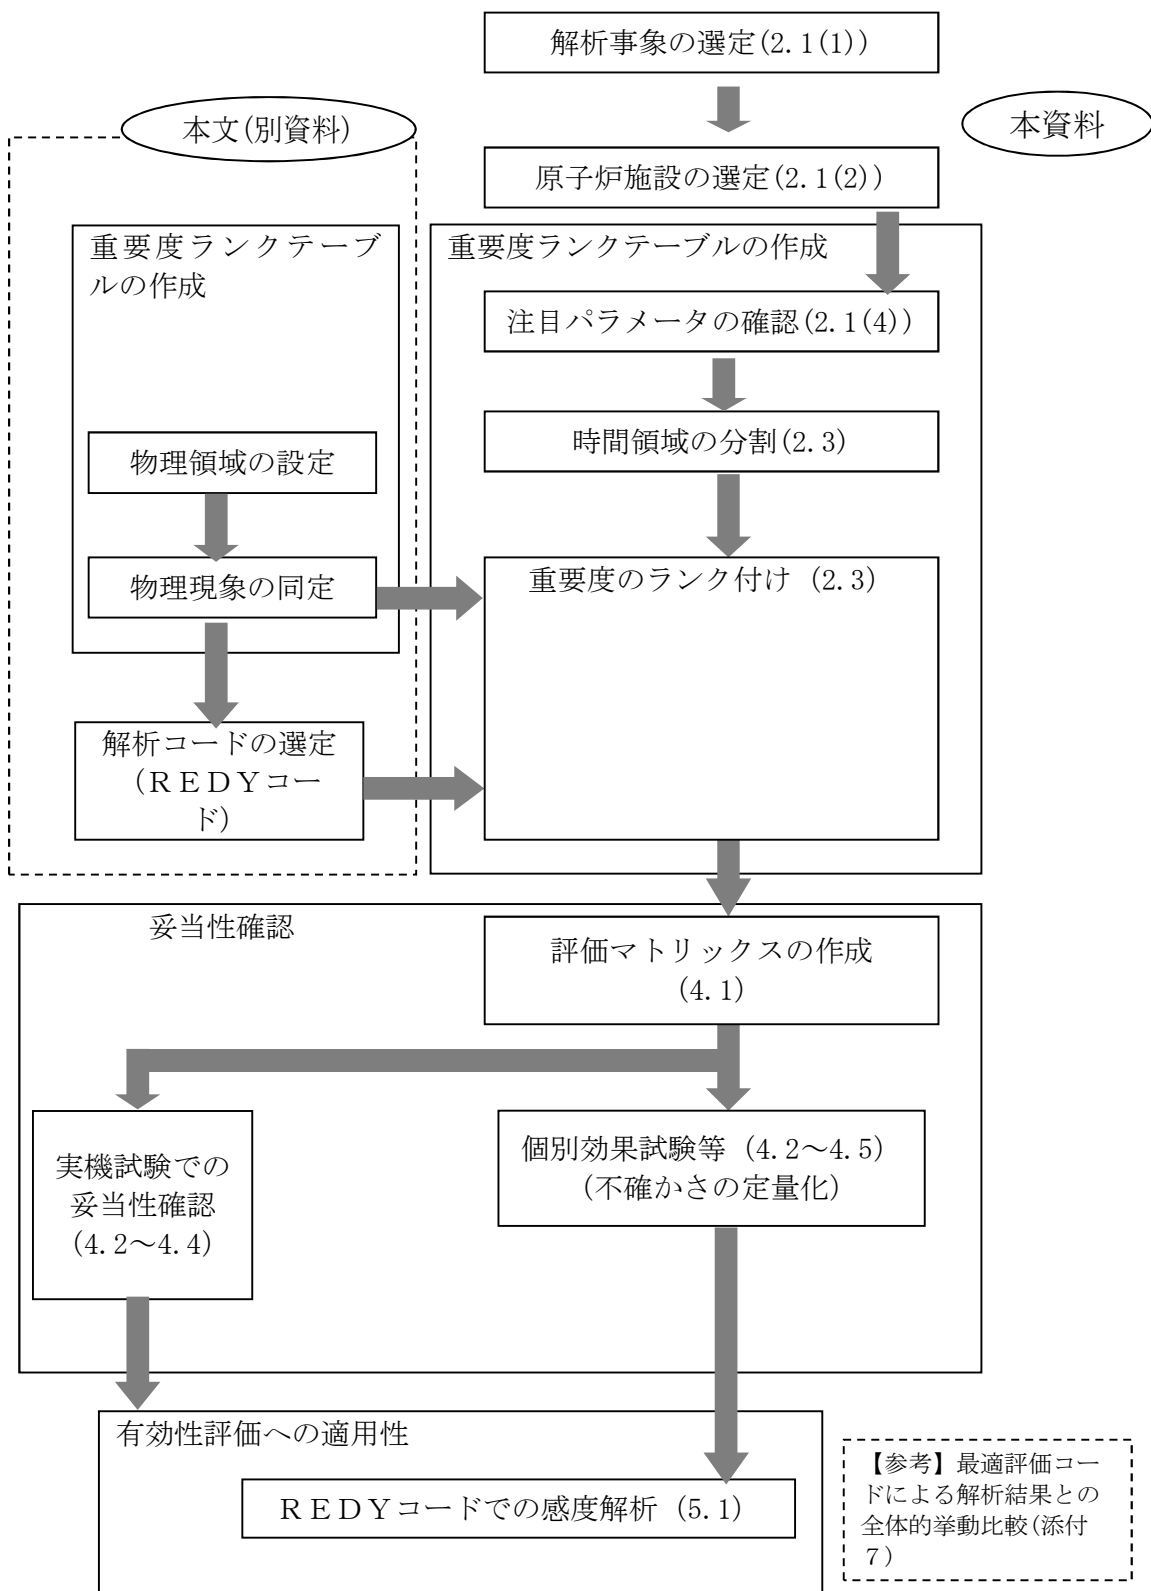 解析事象の選定(2.1(1))
本文(別資料)
本資料
原子炉施設の選定(2.1(2))
重要度ランクテーブ
ルの作成
物理領域の設定
物理現象の同定
解析コードの選定
(REDYコー
ド)
重要度ランクテーブルの作成
注目パラメータの確認(2.1(4))
時間領域の分割(2.3)
重要度のランク付け (2.3)
妥当性確認
評価マトリックスの作成
(4.1)
実機試験での
妥当性確認
(4.2～4.4)
個別効果試験等 (4.2～4.5)
(不確かさの定量化)
有効性評価への適用性
REDYコードでの感度解析 (5.1)
【参考】最適評価コー
ドによる解析結果との
全体的挙動比較(添付
7)